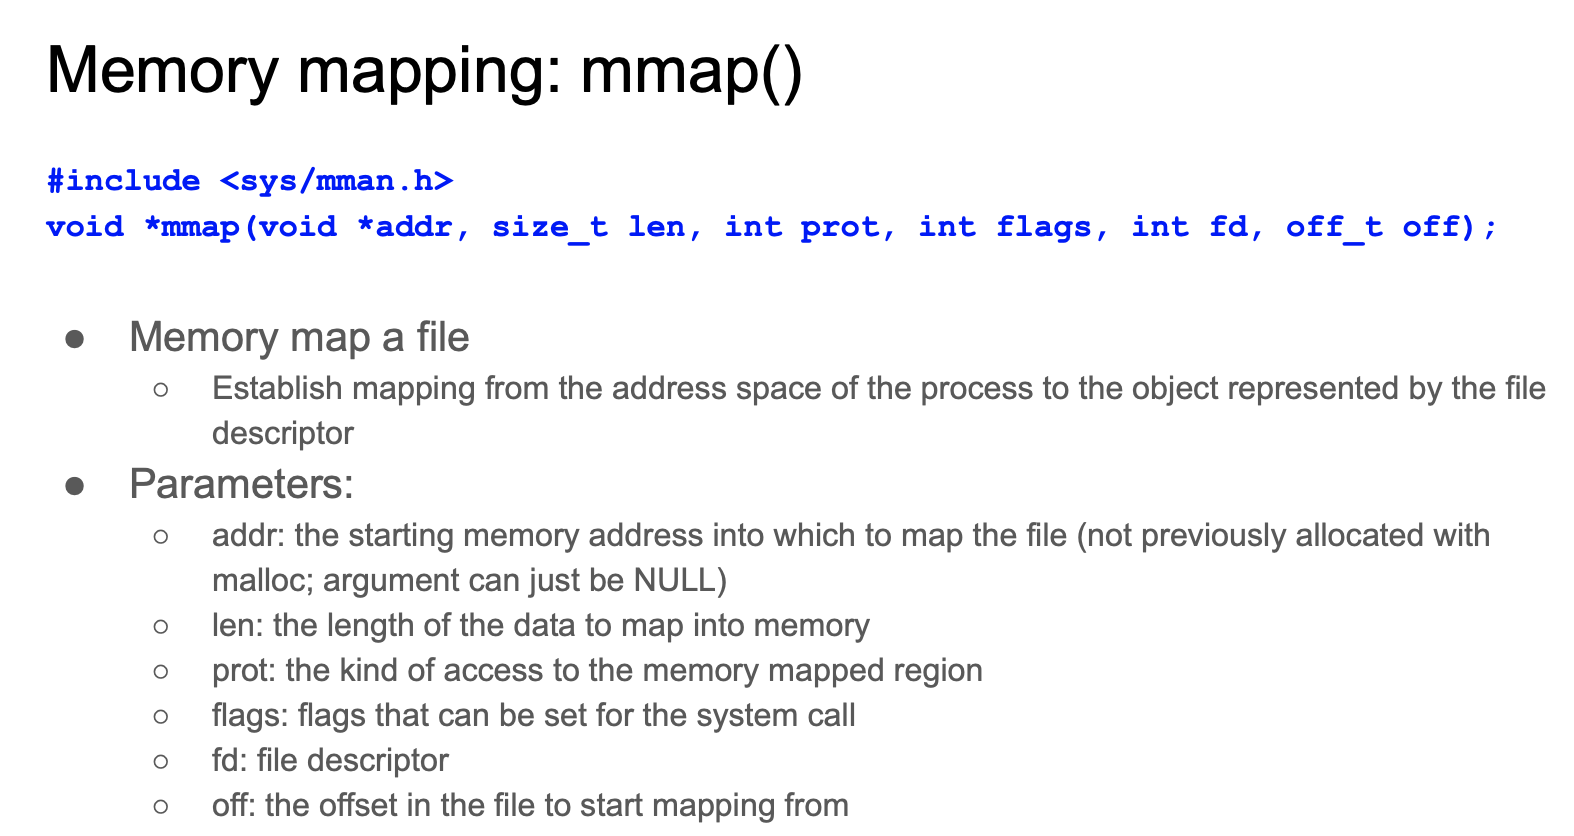 Memory mapping: mmap()
#include <sys/mman.h>
void *mmap(void *addr, size_t len, int prot, int flags, int fd, off_t off);
● Memory map a file
○ Establish mapping from the address space of the process to the object represented by the file
descriptor
● Parameters:
○ addr: the starting memory address into which to map the file (not previously allocated with
malloc; argument can just be NULL)
○ len: the length of the data to map into memory
○ prot: the kind of access to the memory mapped region
○ flags: flags that can be set for the system call
○ fd: file descriptor
○ off: the offset in the file to start mapping from